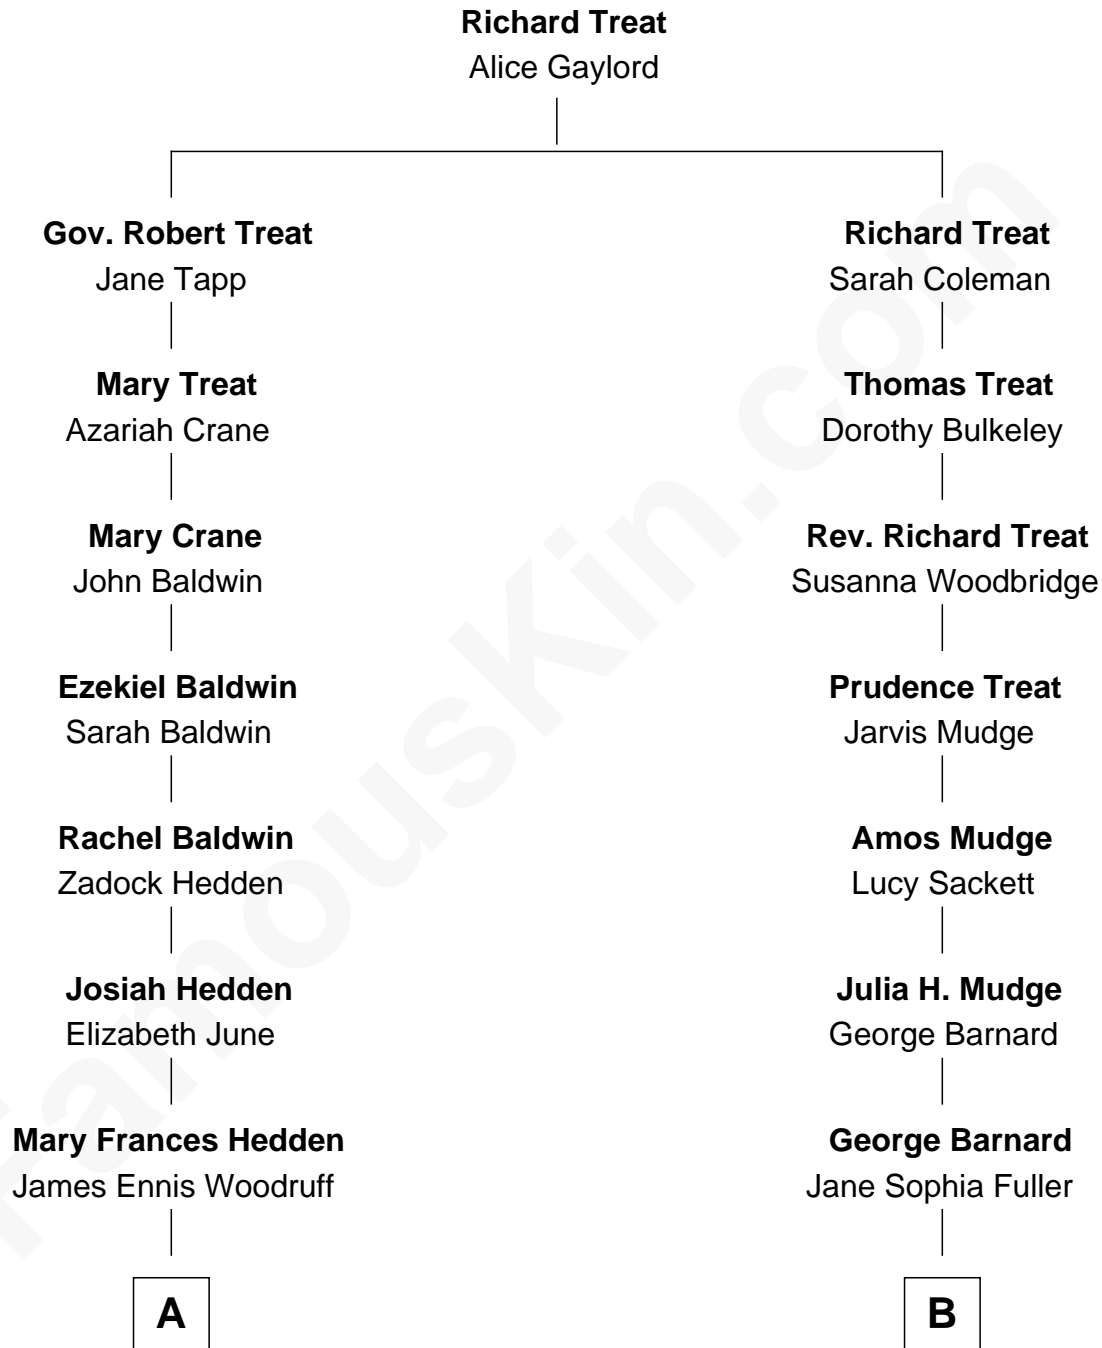 Richard Treat
Alice Gaylord
Gov. Robert Treat
Jane Tapp
Mary Treat
Azariah Crane
Mary Crane
John Baldwin
Ezekiel Baldwin
Sarah Baldwin
Rachel Baldwin
Zadock Hedden
Josiah Hedden
Elizabeth June
Mary Frances Hedden
James Ennis Woodruff
A
Richard Treat
Sarah Coleman
Thomas Treat
Dorothy Bulkeley
Rev. Richard Treat
Susanna Woodbridge
Prudence Treat
Jarvis Mudge
Amos Mudge
Lucy Sackett
Julia H. Mudge
George Barnard
George Barnard
Jane Sophia Fuller
B
FamousKin.com